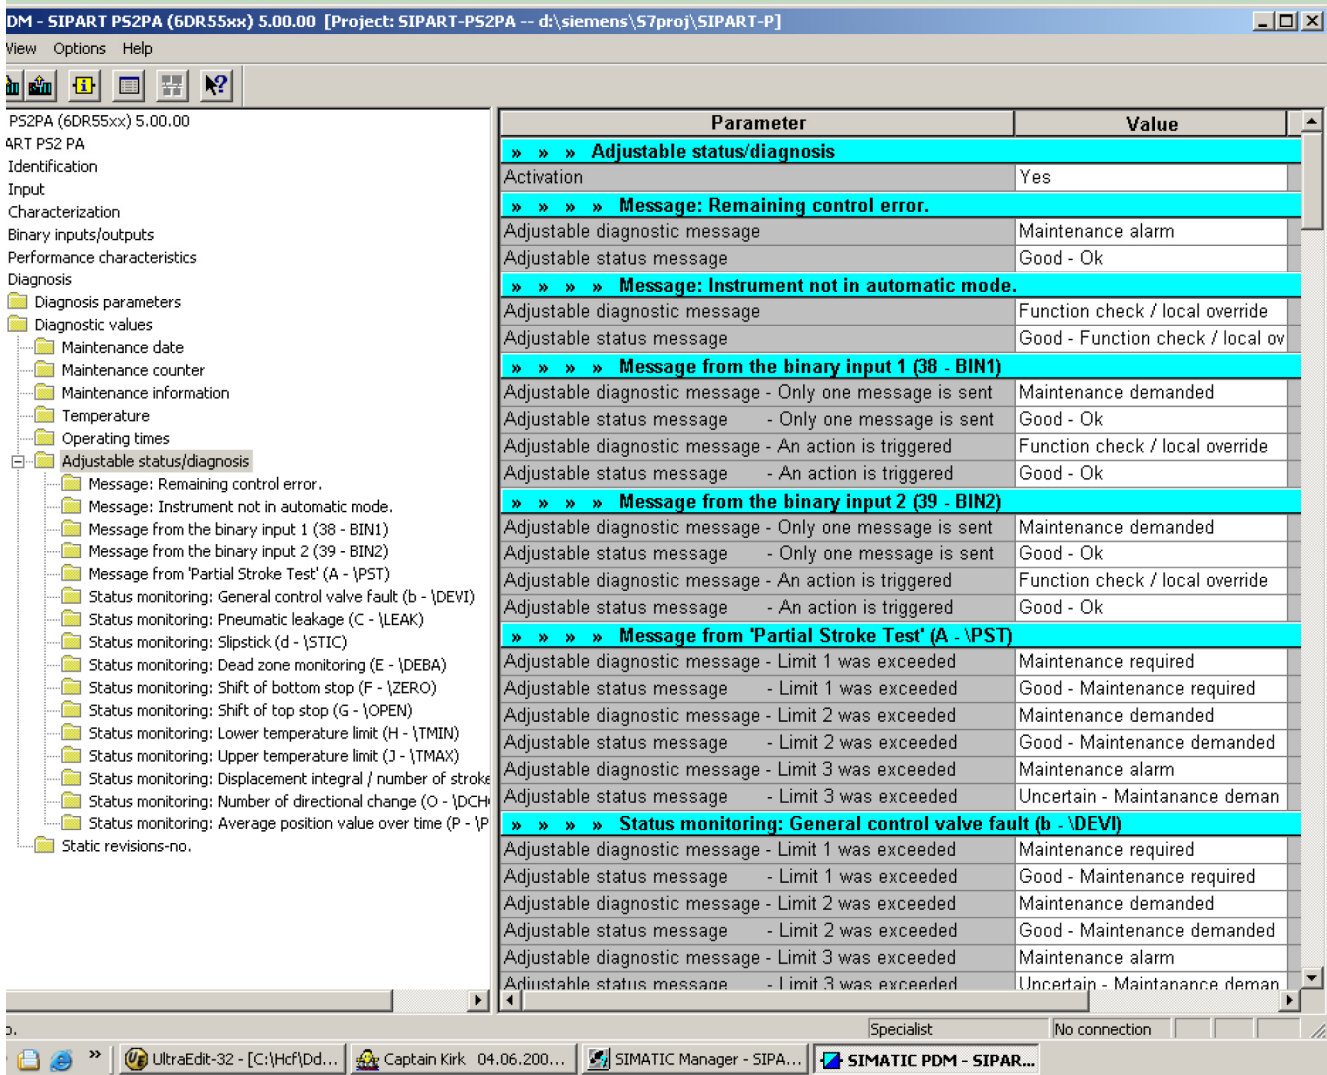 DM - SIPART PS2PA (6DR55xx) 5.00.00 [Project: SIPART-PS2PA -- d:\siemens\S7proj\SIPART-P]
View Options Help
PS2PA (6DR55xx) 5.00.00
ART PS2 PA
Identification
Input
Characterization
Binary inputs/outputs
Performance characteristics
Diagnosis
Diagnosis parameters
Diagnostic values
Maintenance date
Maintenance counter
Maintenance information
Temperature
Operating times
Adjustable status/diagnosis
Message: Remaining control error.
Message: Instrument not in automatic mode.
Message from the binary input 1 (38 - BIN1)
Message from the binary input 2 (39 - BIN2)
Message from 'Partial Stroke Test' (A - \PST)
Status monitoring: General control valve fault (b - \DEVI)
Status monitoring: Pneumatic leakage (C - \LEAK)
Status monitoring: Slipstick (d - \STIC)
Status monitoring: Dead zone monitoring (E - \DEBA)
Status monitoring: Shift of bottom stop (F - \ZERO)
Status monitoring: Shift of top stop (G - \OPEN)
Status monitoring: Lower temperature limit (H - \TMIN)
Status monitoring: Upper temperature limit (J - \TMAX)
Status monitoring: Displacement integral / number of stroke
Status monitoring: Number of directional change (O - \DCH
Status monitoring: Average position value over time (P - \P
Static revisions-no.
Parameter Value
» » » Adjustable status/diagnosis
Activation Yes
» » » » Message: Remaining control error.
Adjustable diagnostic message Maintenance alarm
Adjustable status message Good - Ok
» » » » Message: Instrument not in automatic mode.
Adjustable diagnostic message Function check / local override
Adjustable status message Good - Function check / local ov
» » » » Message from the binary input 1 (38 - BIN1)
Adjustable diagnostic message - Only one message is sent Maintenance demanded
Adjustable status message - Only one message is sent Good - Ok
Adjustable diagnostic message - An action is triggered Function check / local override
Adjustable status message - An action is triggered Good - Ok
» » » » Message from the binary input 2 (39 - BIN2)
Adjustable diagnostic message - Only one message is sent Maintenance demanded
Adjustable status message - Only one message is sent Good - Ok
Adjustable diagnostic message - An action is triggered Function check / local override
Adjustable status message - An action is triggered Good - Ok
» » » » Message from 'Partial Stroke Test' (A - \PST)
Adjustable diagnostic message - Limit 1 was exceeded Maintenance required
Adjustable status message - Limit 1 was exceeded Good - Maintenance required
Adjustable diagnostic message - Limit 2 was exceeded Maintenance demanded
Adjustable status message - Limit 2 was exceeded Good - Maintenance demanded
Adjustable diagnostic message - Limit 3 was exceeded Maintenance alarm
Adjustable status message - Limit 3 was exceeded Uncertain - Maintanance deman
» » » » Status monitoring: General control valve fault (b - \DEVI)
Adjustable diagnostic message - Limit 1 was exceeded Maintenance required
Adjustable status message - Limit 1 was exceeded Good - Maintenance required
Adjustable diagnostic message - Limit 2 was exceeded Maintenance demanded
Adjustable status message - Limit 2 was exceeded Good - Maintenance demanded
Adjustable diagnostic message - Limit 3 was exceeded Maintenance alarm
Adjustable status message - Limit 3 was exceeded Uncertain - Maintanance deman
o. Specialist No connection
» UltraEdit-32 - [C:\Hcf\Dd... Captain Kirk 04.06.200... SIMATIC Manager - SIPA... SIMATIC PDM - SIPAR...